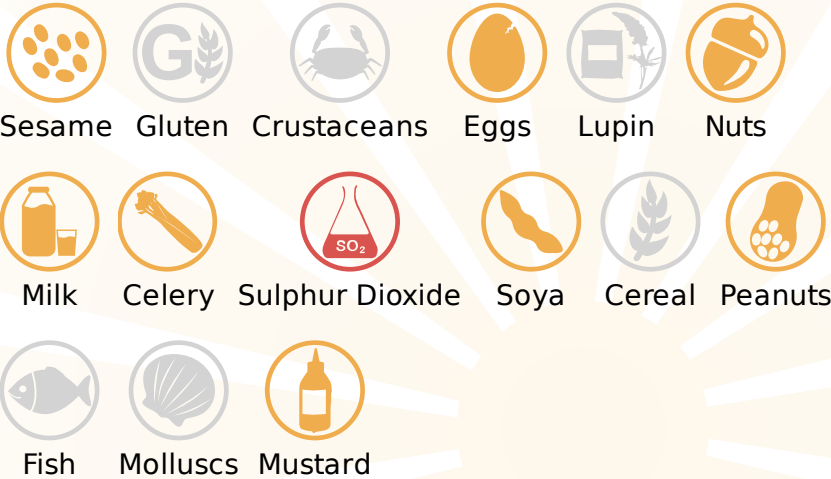 G
Sesame Gluten Crustaceans Eggs Lupin Nuts
SO₂
Milk Celery Sulphur Dioxide Soya Cereal Peanuts
Fish Molluscs Mustard